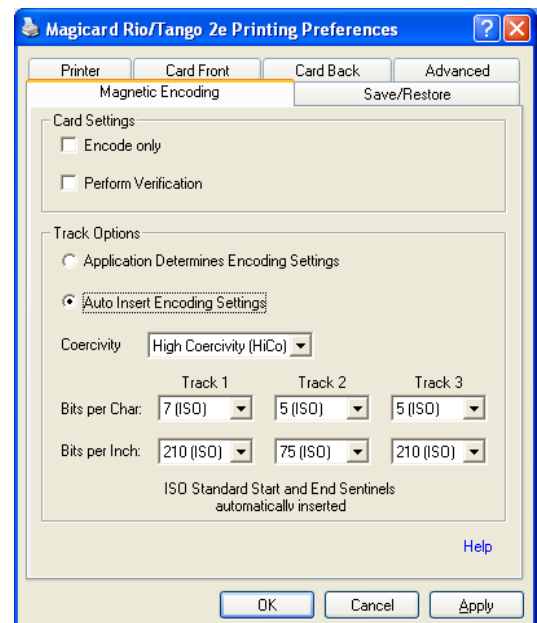 Magicard Rio/Tango 2e Printing Preferences
Printer Card Front Card Back Advanced
Magnetic Encoding Save/Restore
Card Settings
Encode only
Perform Verification
Track Options
Application Determines Encoding Settings
Auto Insert Encoding Settings
Coercivity High Coercivity (HiCo)
Track 1 Track 2 Track 3
Bits per Char: 7 (ISO) 5 (ISO) 5 (ISO)
Bits per Inch: 210 (ISO) 75 (ISO) 210 (ISO)
ISO Standard Start and End Sentinels
automatically inserted
Help
OK Cancel Apply